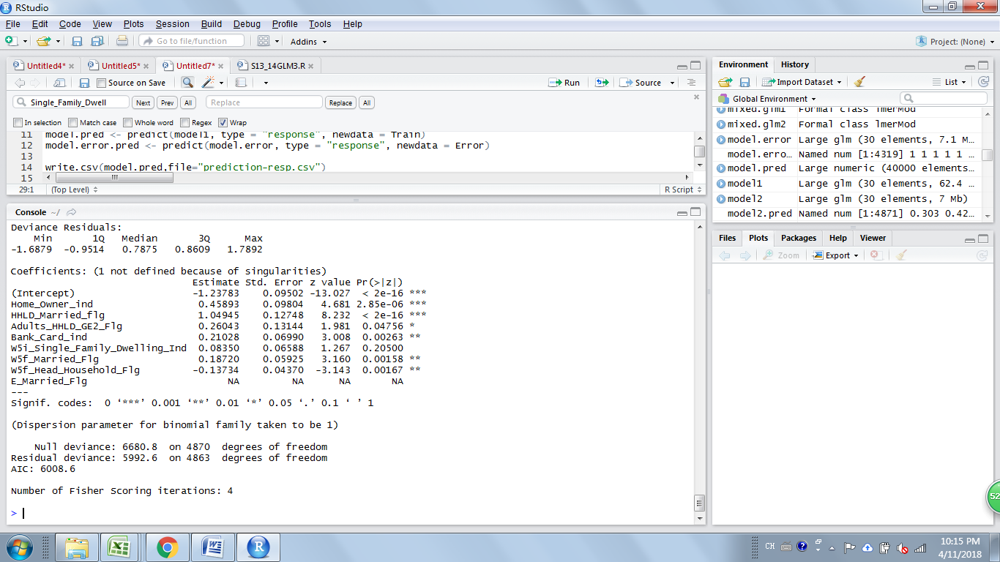 RStudio
File Edit Code View Plots Session Build Debug Profile Tools Help
Go to file/function Addins Project: (None)
Untitled4* Untitled5* Untitled7* S13_14GLM3.R
Source on Save Run Source
Single_Family_Dwell Next Prev All Replace Replace All
In selection Match case Whole word Regex Wrap
11 model.pred <- predict(model1, type = "response", newdata = Train)
12 model.error.pred <- predict(model.error, type = "response", newdata = Error)
13
14 write.csv(model.pred,file="prediction-resp.csv")
15
29:1 (Top Level) R Script
Console ~/
Deviance Residuals:
Min 1Q Median 3Q Max
-1.6879 -0.9514 0.7875 0.8609 1.7892
Coefficients: (1 not defined because of singularities)
Estimate Std. Error z value Pr(>|z|)
(Intercept) -1.23783 0.09502 -13.027 < 2e-16 ***
Home_Owner_ind 0.45893 0.09804 4.681 2.85e-06 ***
HHLD_Married_flg 1.04945 0.12748 8.232 < 2e-16 ***
Adults_HHLD_GE2_Flg 0.26043 0.13144 1.981 0.04756 *
Bank_Card_ind 0.21028 0.06990 3.008 0.00263 **
W5i_Single_Family_Dwelling_Ind 0.08350 0.06588 1.267 0.20500
W5f_Married_Flg 0.18720 0.05925 3.160 0.00158 **
W5f_Head_Household_Flg -0.13734 0.04370 -3.143 0.00167 **
E_Married_Flg NA NA NA NA
---
Signif. codes: 0 ‘***’ 0.001 ‘**’ 0.01 ‘*’ 0.05 ‘.’ 0.1 ‘ ’ 1
(Dispersion parameter for binomial family taken to be 1)
Null deviance: 6680.8 on 4870 degrees of freedom
Residual deviance: 5992.6 on 4863 degrees of freedom
AIC: 6008.6
Number of Fisher Scoring iterations: 4
>
Environment History
Import Dataset List
Global Environment
mixed.glm1 Formal class lmerMod
mixed.glm2 Formal class lmerMod
model.error Large glm (30 elements, 7.1 M…
model.erro… Named num [1:4319] 1 1 1 1 1 …
model.pred Large numeric (40000 elements…
model1 Large glm (30 elements, 62.4 …
model2 Large glm (30 elements, 7 Mb)
model2.pred Named num [1:4871] 0.303 0.42…
Files Plots Packages Help Viewer
Zoom Export
52
CH
10:15 PM
4/11/2018